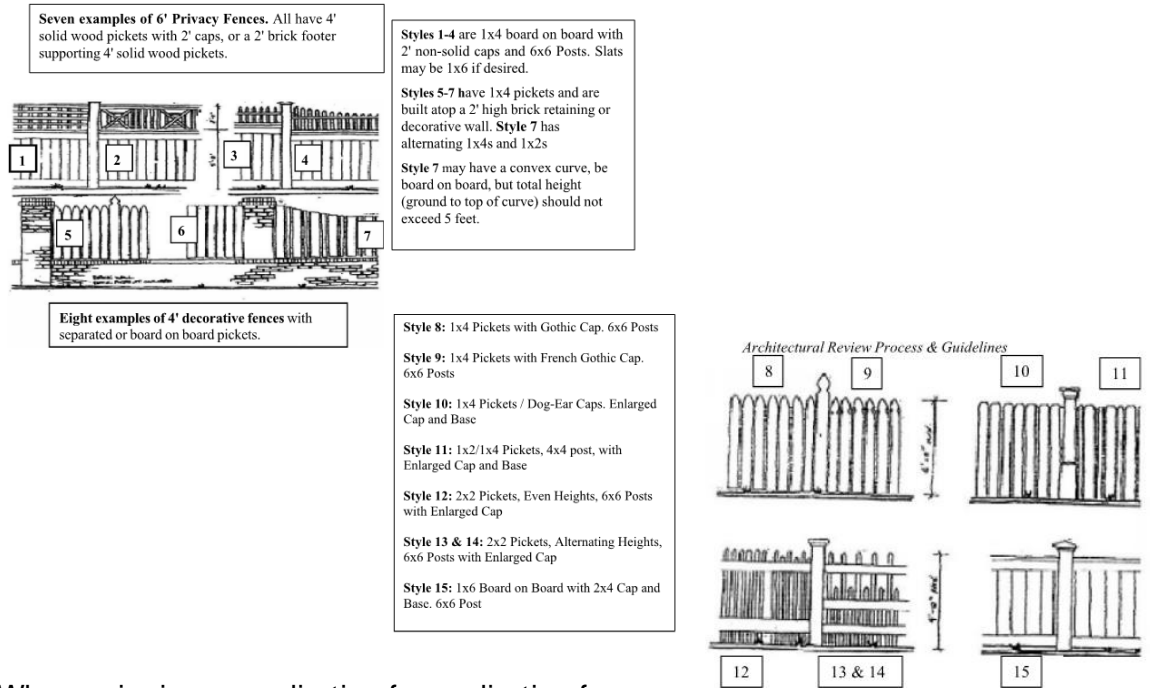 Seven examples of 6' Privacy Fences. All have 4'
solid wood pickets with 2' caps, or a 2' brick footer
supporting 4' solid wood pickets.
Styles 1-4 are 1x4 board on board with
2' non-solid caps and 6x6 Posts. Slats
may be 1x6 if desired.
Styles 5-7 have 1x4 pickets and are
built atop a 2' high brick retaining or
decorative wall. Style 7 has
alternating 1x4s and 1x2s
Style 7 may have a convex curve, be
board on board, but total height
(ground to top of curve) should not
exceed 5 feet.
1
2
3
4
5
6
7
Eight examples of 4' decorative fences with
separated or board on board pickets.
Style 8: 1x4 Pickets with Gothic Cap. 6x6 Posts
Style 9: 1x4 Pickets with French Gothic Cap.
6x6 Posts
Style 10: 1x4 Pickets / Dog-Ear Caps. Enlarged
Cap and Base
Style 11: 1x2/1x4 Pickets, 4x4 post, with
Enlarged Cap and Base
Style 12: 2x2 Pickets, Even Heights, 6x6 Posts
with Enlarged Cap
Style 13 & 14: 2x2 Pickets, Alternating Heights,
6x6 Posts with Enlarged Cap
Style 15: 1x6 Board on Board with 2x4 Cap and
Base. 6x6 Post
Architectural Review Process & Guidelines
8
9
10
11
12
13 & 14
15